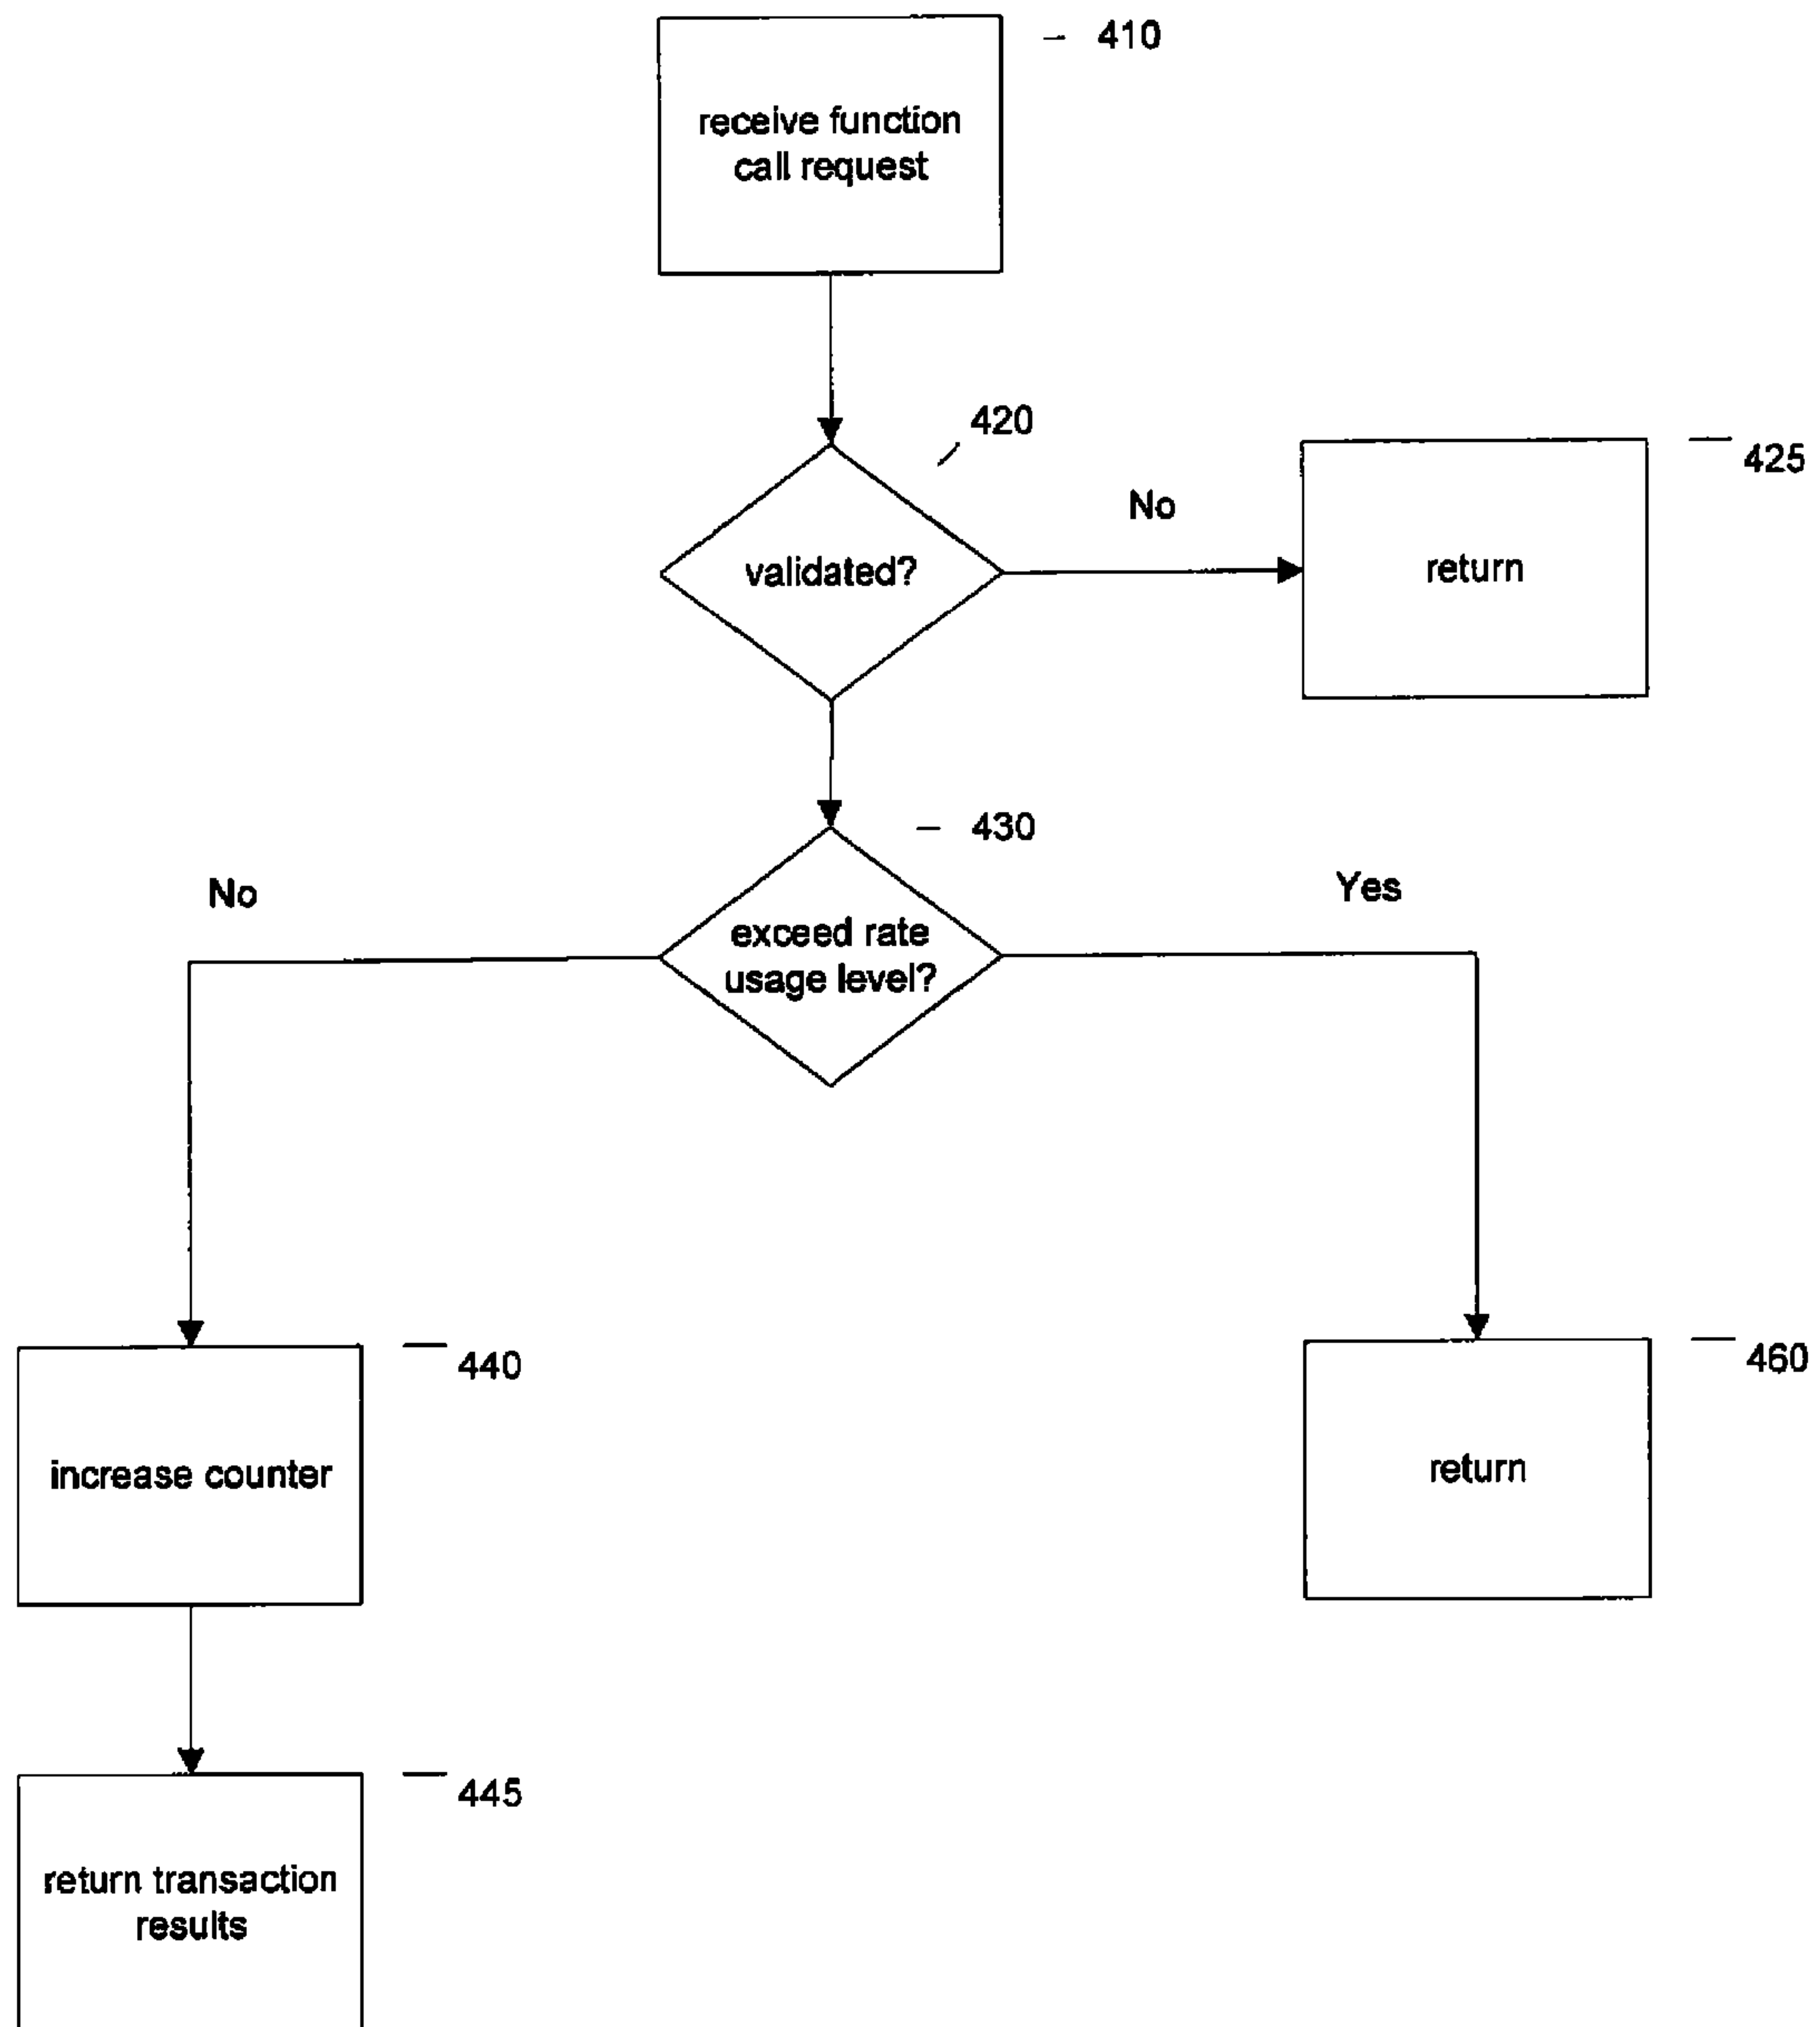 410
receive function
call request
420
425
No
validated?
return
430
No
Yes
exceed rate
usage level?
440
460
increase counter
return
445
return transaction
results